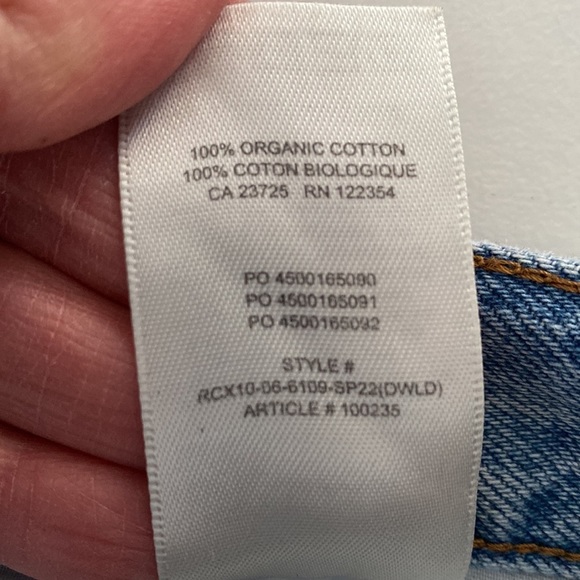 100% ORGANIC COTTON
100% COTON BIOLOGIQUE
CA 23725 RN 122354
PO 4500165090
PO 4500165091
PO 4500165092
STYLE #
RCX10-06-6109-SP22(DWLD)
ARTICLE # 100235